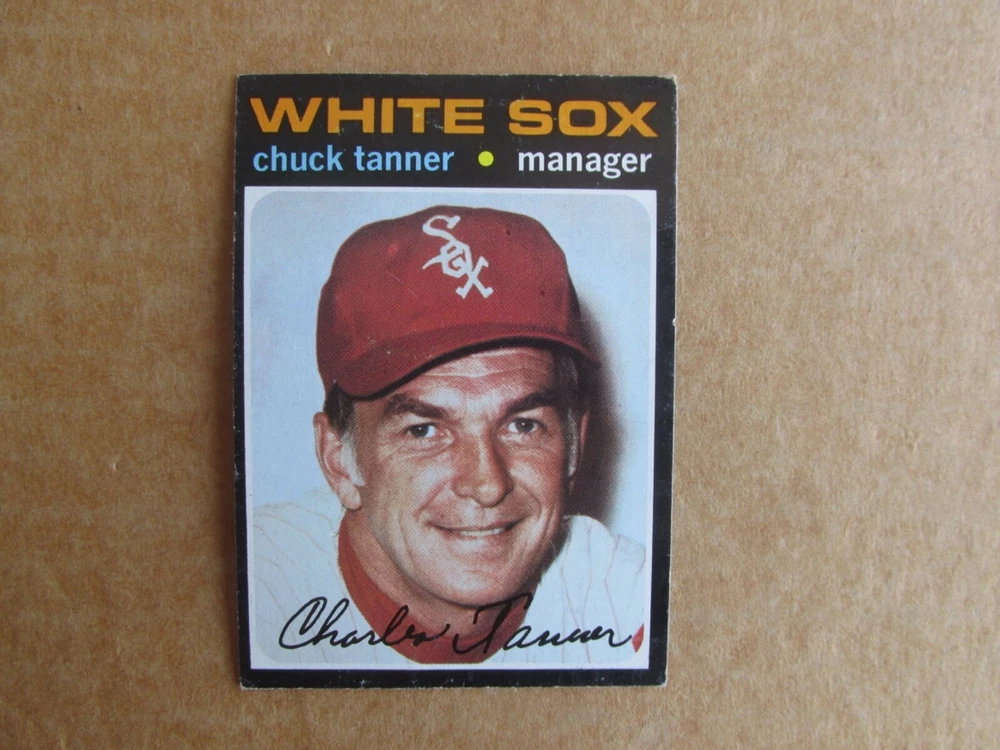 WHITE SOX
chuck tanner • manager
SOX
Charles Tanner